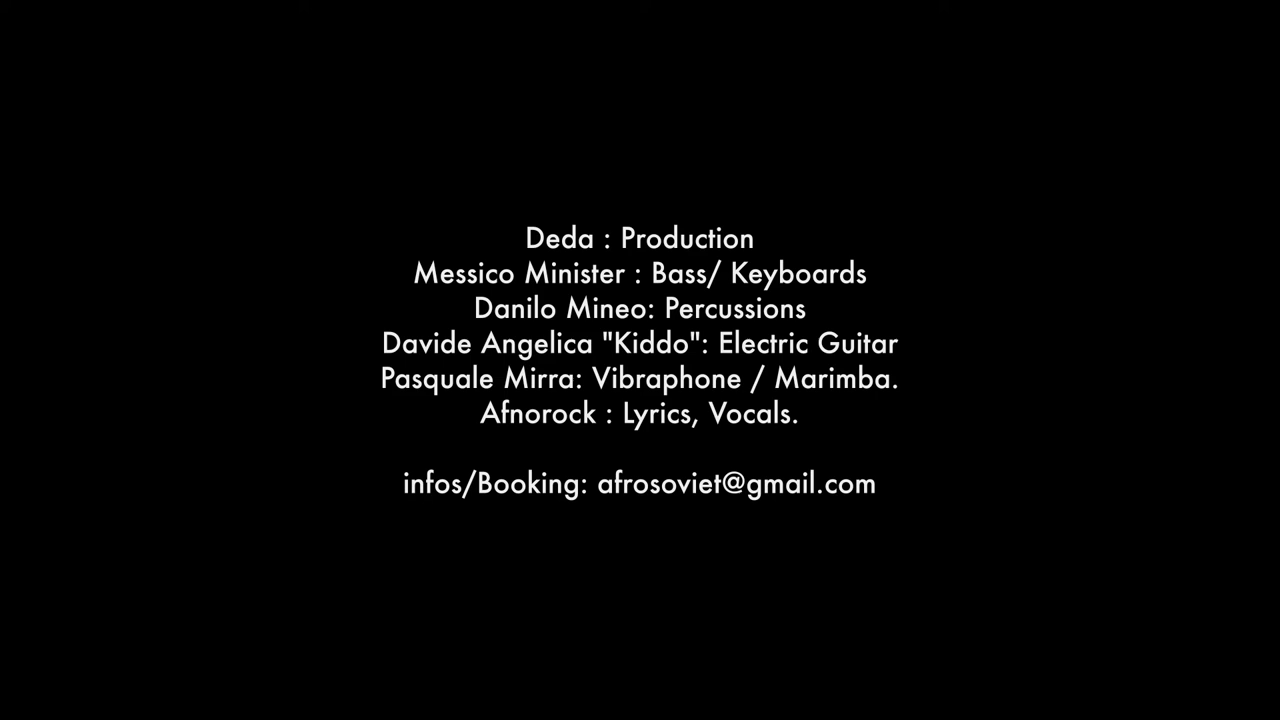 Deda : Production
Messico Minister : Bass/ Keyboards
Danilo Mineo: Percussions
Davide Angelica "Kiddo": Electric Guitar
Pasquale Mirra: Vibraphone / Marimba.
Afnorock : Lyrics, Vocals.
infos/Booking: afrosoviet@gmail.com